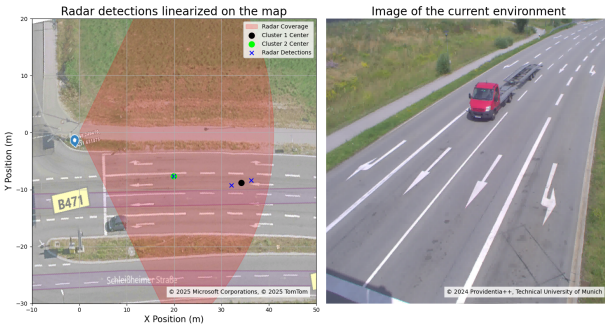 Radar detections linearized on the map
Radar Coverage
Cluster 1 Center
Cluster 2 Center
Radar Detections
Y Position (m)
20
10
0
−10
−20
−30
B471
Schleißheimer Straße
© 2025 Microsoft Corporations, © 2025 TomTom
−10
0
10
20
30
40
50
X Position (m)
Image of the current environment
© 2024 Providentia++, Technical University of Munich